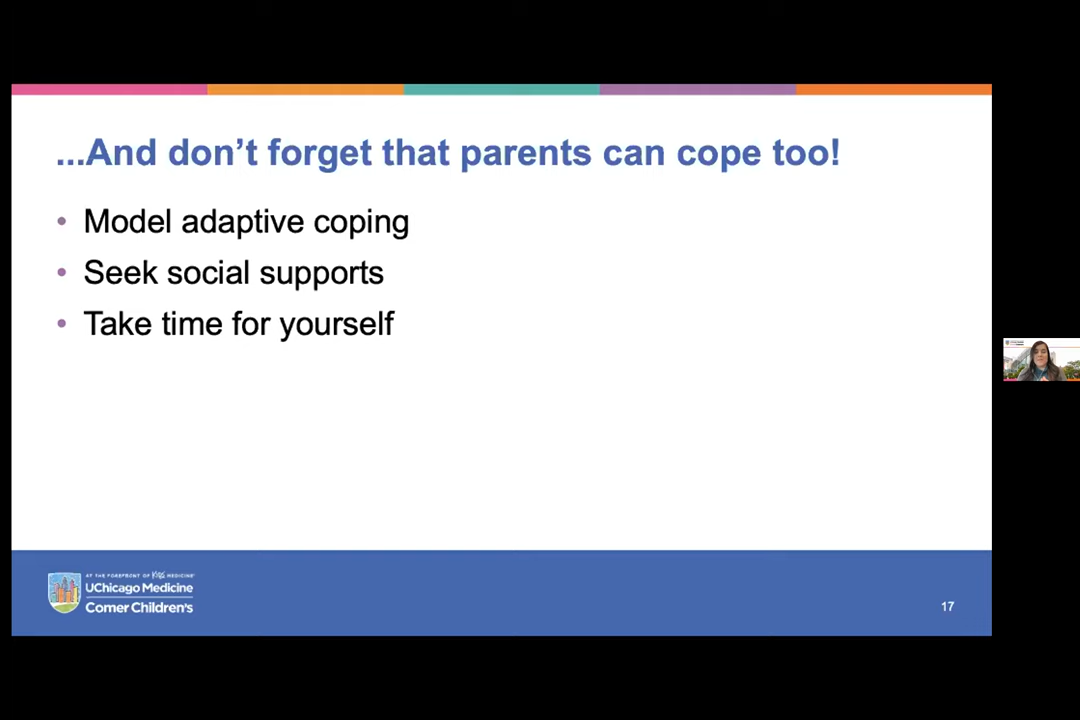 ...And don’t forget that parents can cope too!
• Model adaptive coping
• Seek social supports
• Take time for yourself
AT THE FOREFRONT OF Kids MEDICINE®
UChicago Medicine
Comer Children's
17